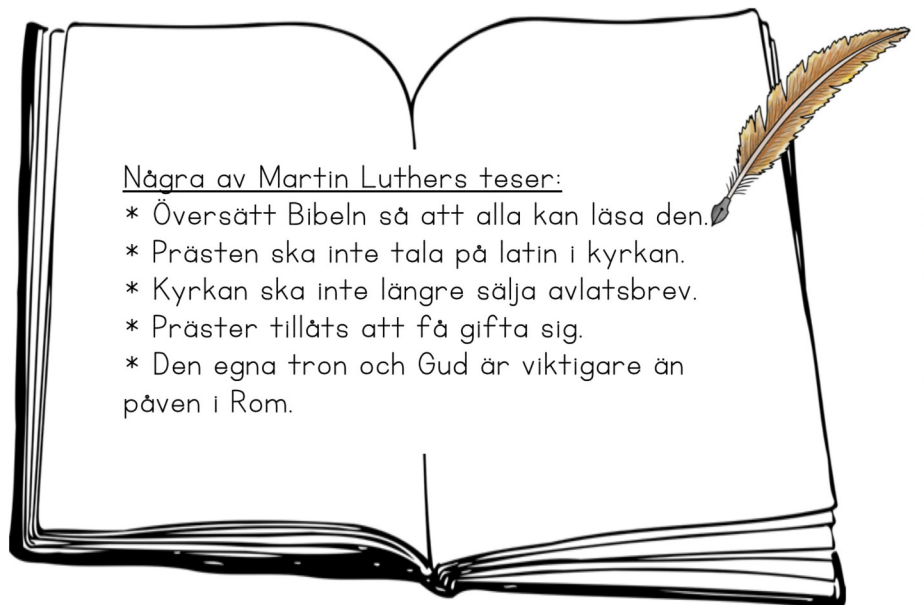 Några av Martin Luthers teser:
* Översätt Bibeln så att alla kan läsa den.
* Prästen ska inte tala på latin i kyrkan.
* Kyrkan ska inte längre sälja avlatsbrev.
* Präster tillåts att få gifta sig.
* Den egna tron och Gud är viktigare än
påven i Rom.